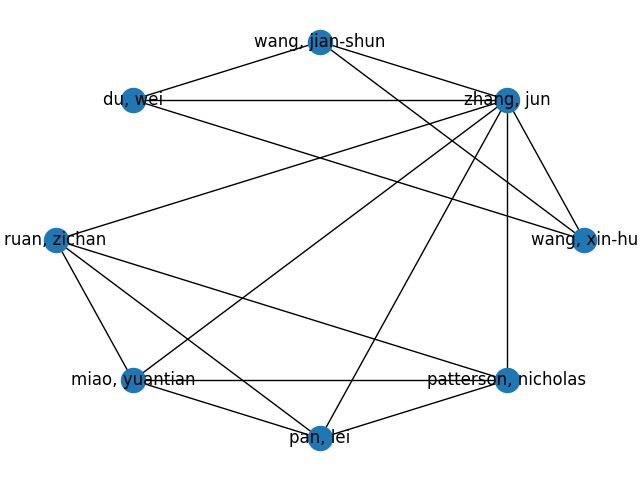 wang, jian-shun
du, wei
zhang, jun
ruan, zichan
wang, xin-hu
miao, yuantian
patterson, nicholas
pan, lei